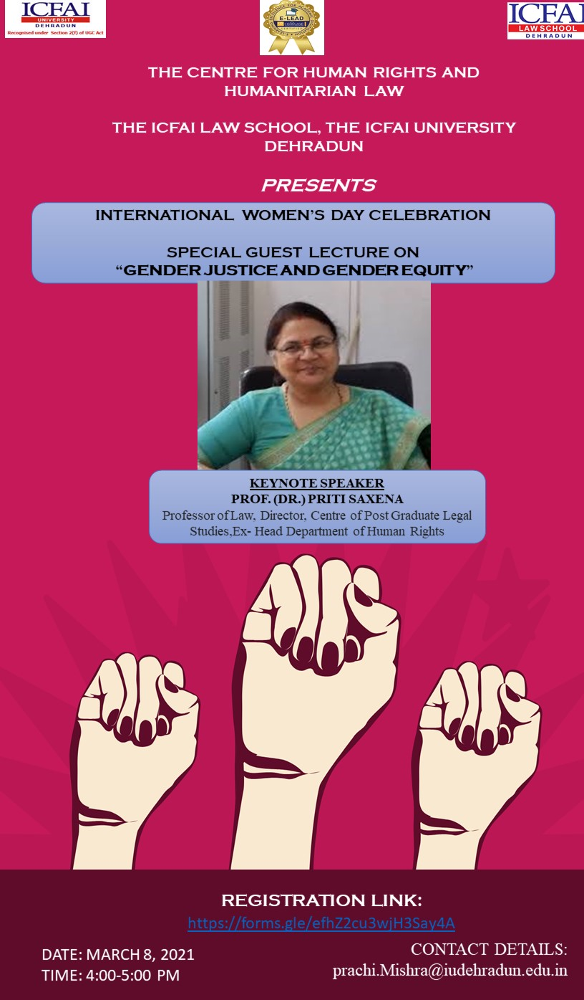 ICFAI
UNIVERSITY
DEHRADUN
Recognised under Section 2(f) of UGC Act
E-LEAD
CERTIFIED
ICFAI
LAW SCHOOL
DEHRADUN
THE CENTRE FOR HUMAN RIGHTS AND
HUMANITARIAN LAW
THE ICFAI LAW SCHOOL, THE ICFAI UNIVERSITY
DEHRADUN
PRESENTS
INTERNATIONAL WOMEN’S DAY CELEBRATION
SPECIAL GUEST LECTURE ON
“GENDER JUSTICE AND GENDER EQUITY”
KEYNOTE SPEAKER
PROF. (DR.) PRITI SAXENA
Professor of Law, Director, Centre of Post Graduate Legal
Studies,Ex- Head Department of Human Rights
REGISTRATION LINK:
https://forms.gle/efhZ2cu3wjH3Say4A
DATE: MARCH 8, 2021
TIME: 4:00-5:00 PM
CONTACT DETAILS:
prachi.Mishra@iudehradun.edu.in